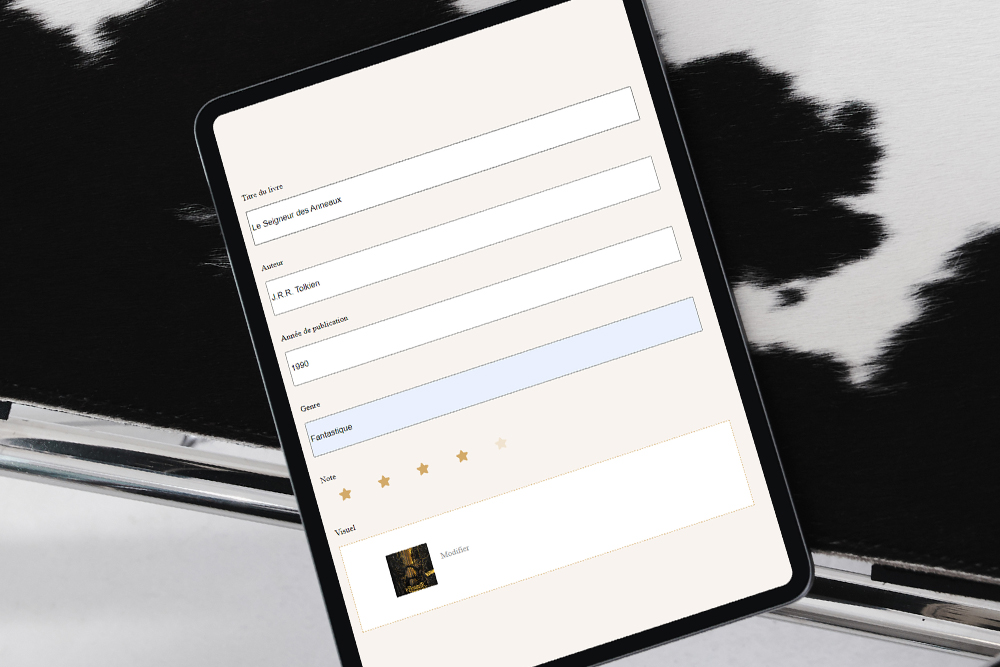 Titre du livre
Le Seigneur des Anneaux
Auteur
J.R.R. Tolkien
Année de publication
1990
Genre
Fantastique
Note
Visuel
Modifier